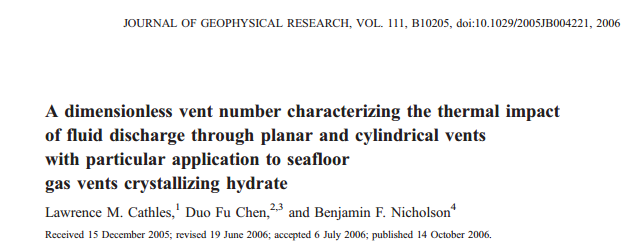 JOURNAL OF GEOPHYSICAL RESEARCH, VOL. 111, B10205, doi:10.1029/2005JB004221, 2006
A dimensionless vent number characterizing the thermal impact
of fluid discharge through planar and cylindrical vents
with particular application to seafloor
gas vents crystallizing hydrate
Lawrence M. Cathles,1 Duo Fu Chen,2,3 and Benjamin F. Nicholson4
Received 15 December 2005; revised 19 June 2006; accepted 6 July 2006; published 14 October 2006.